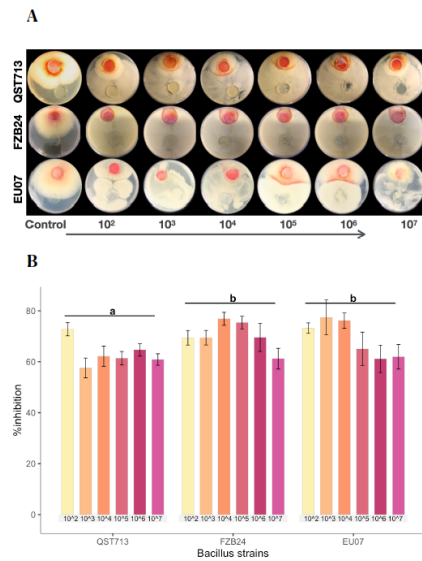 A
QST713
FZB24
EU07
Control 10² 10³ 10⁴ 10⁵ 10⁶ 10⁷
B
a b b
%inhibition
80
60
40
20
0
10^2 10^3 10^4 10^5 10^6 10^7 10^2 10^3 10^4 10^5 10^6 10^7 10^2 10^3 10^4 10^5 10^6 10^7
QST713 FZB24 EU07
Bacillus strains